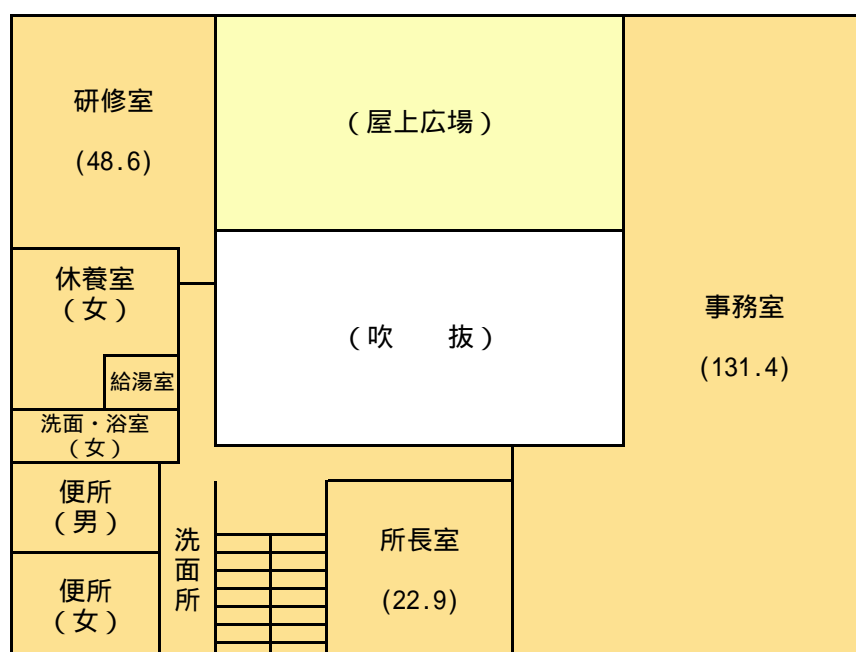 研修室
(48.6)
（屋上広場）
休養室
（女）
（吹　　抜）
事務室
(131.4)
給湯室
洗面・浴室
（女）
便所
（男）
洗
面
所
所長室
(22.9)
便所
（女）